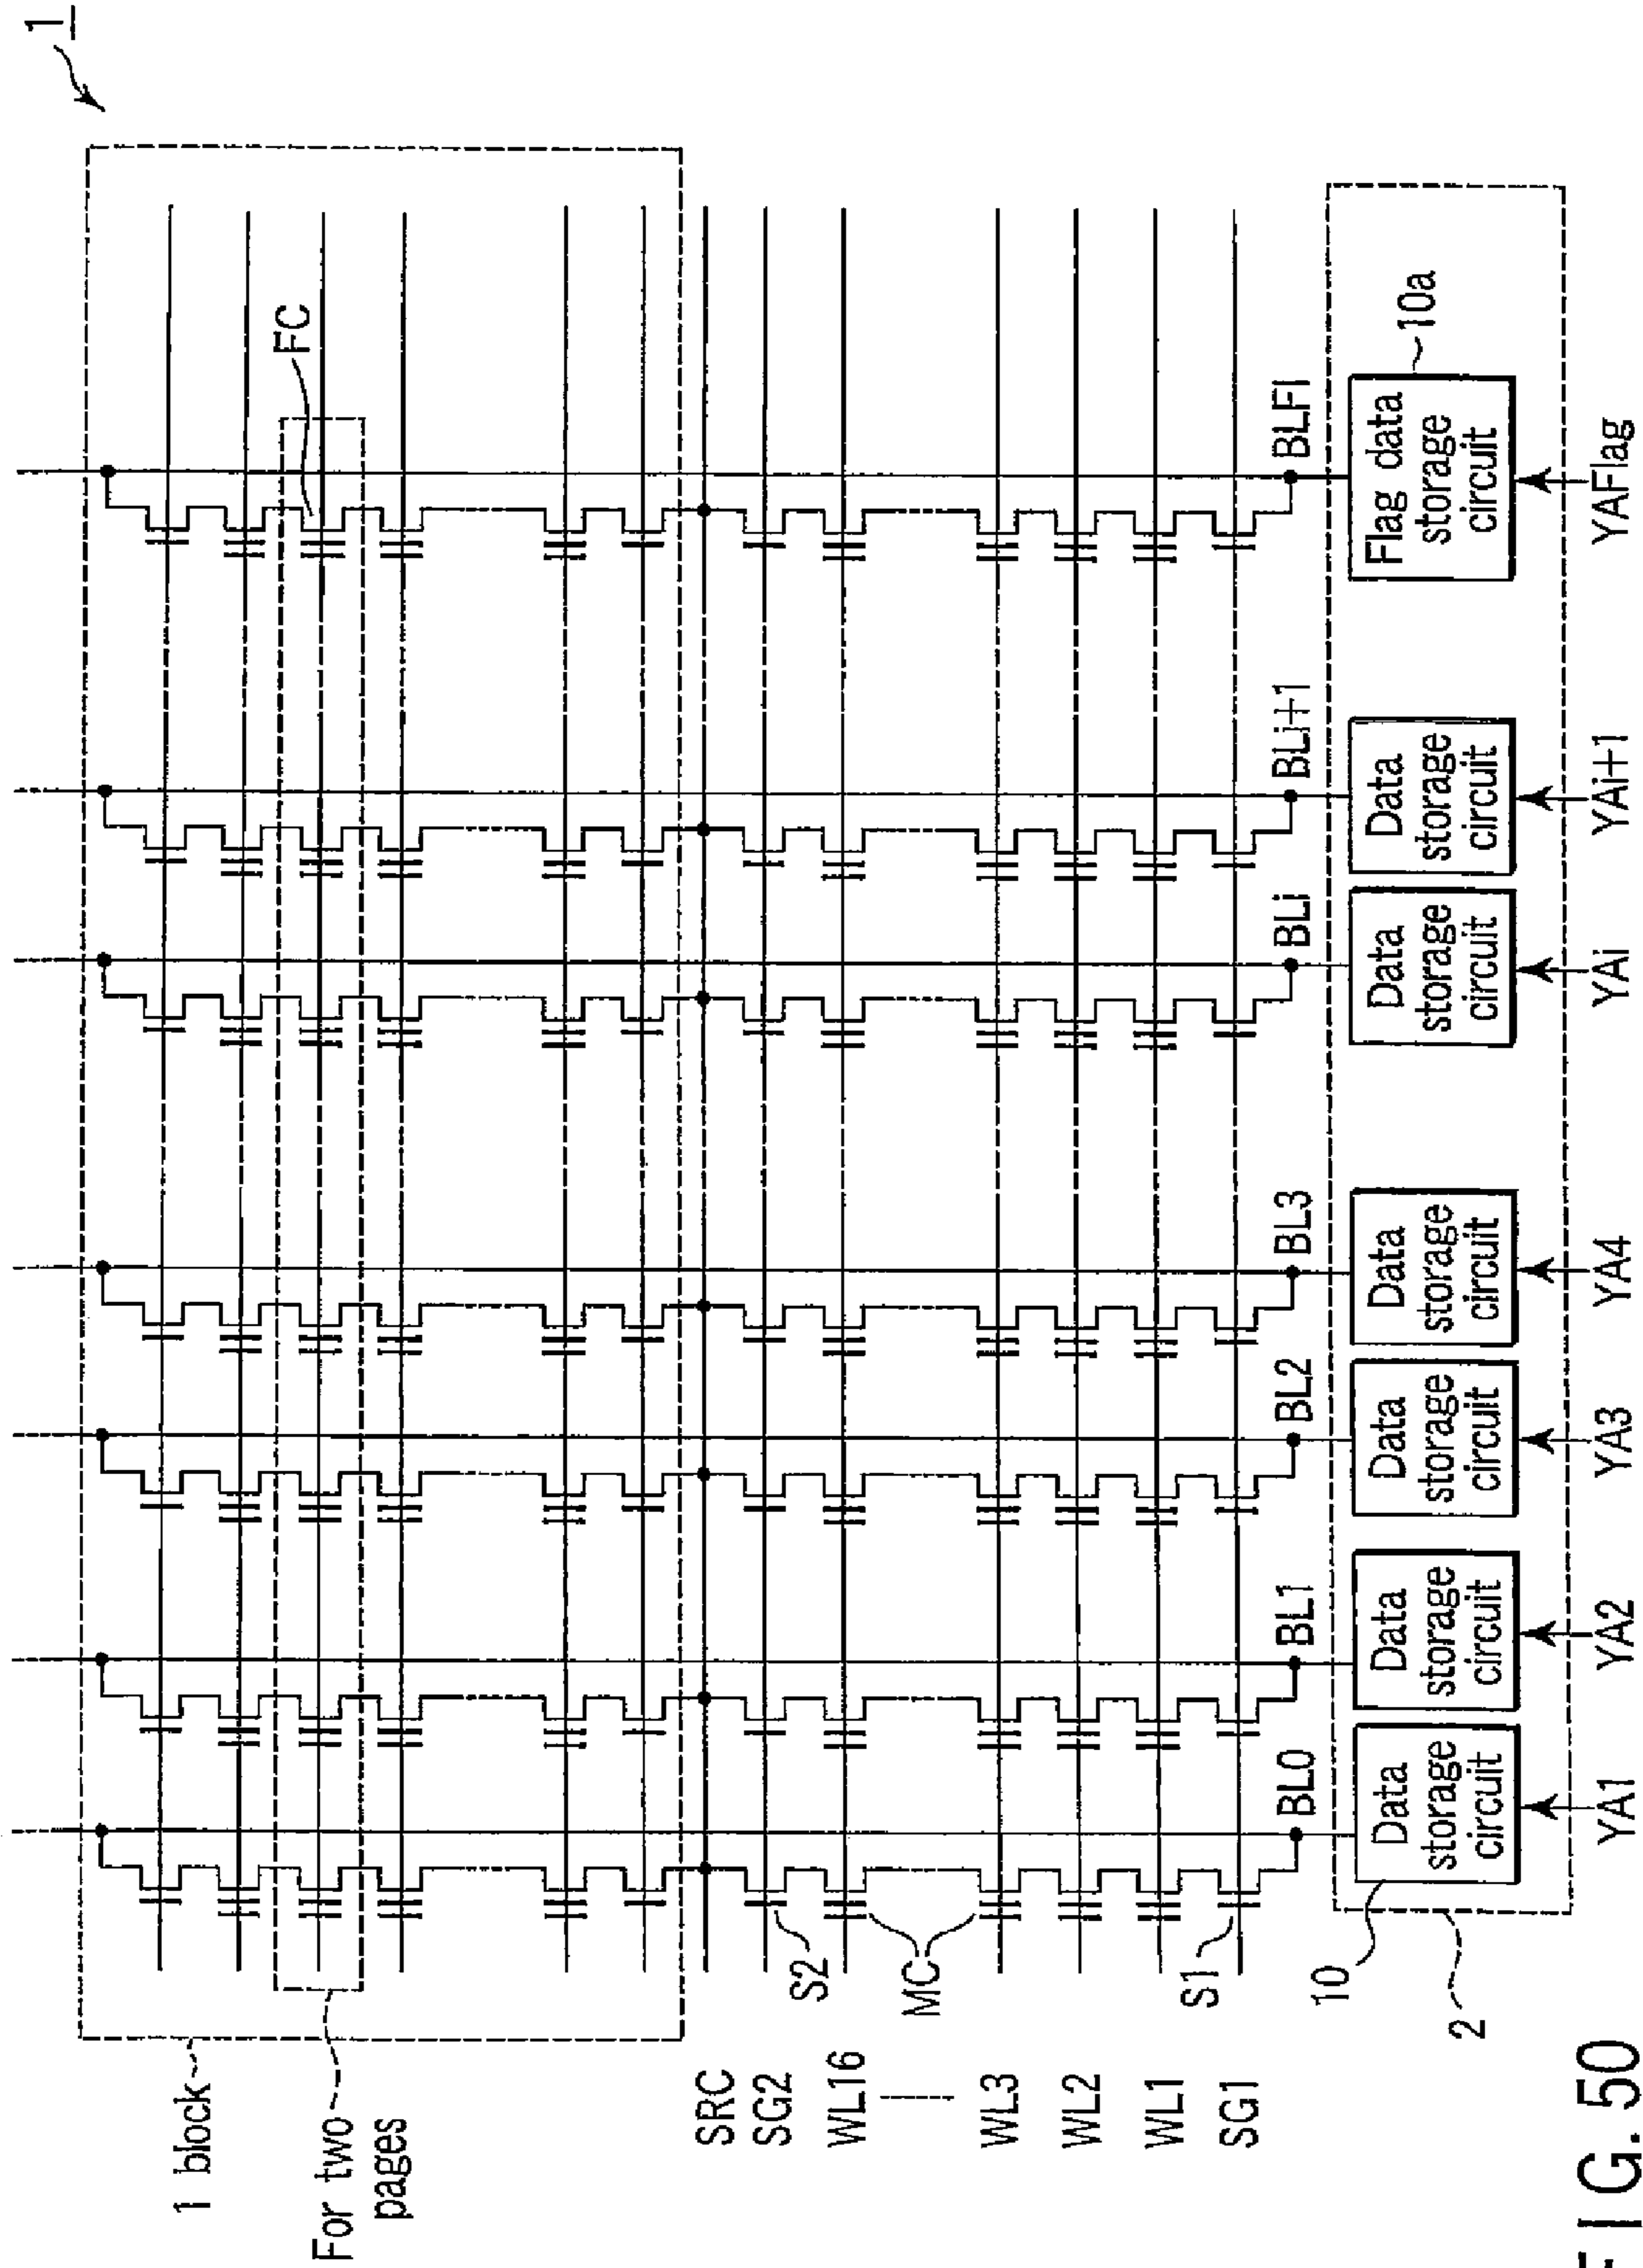 1
1 block
For two
pages
FC
SRC
SG2
S2
WL16
MC
WL3
WL2
WL1
S1
SG1
BL0
BL1
BL2
BL3
BLi
BLi+1
BLFl
10
Data
storage
circuit
Data
storage
circuit
Data
storage
circuit
Data
storage
circuit
Data
storage
circuit
Data
storage
circuit
Flag data
storage
circuit
10a
2
YA1
YA2
YA3
YA4
YAi
YAi+1
YAFlag
FIG. 50